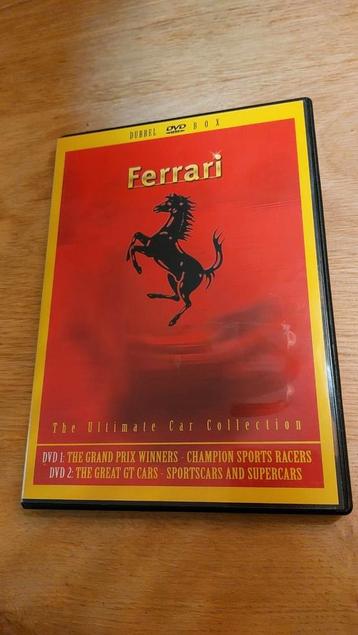 DUBBEL DVD BOX
Ferrari
The Ultimate Car Collection
DVD 1: THE GRAND PRIX WINNERS - CHAMPION SPORTS RACERS
DVD 2: THE GREAT GT CARS - SPORTSCARS AND SUPERCARS